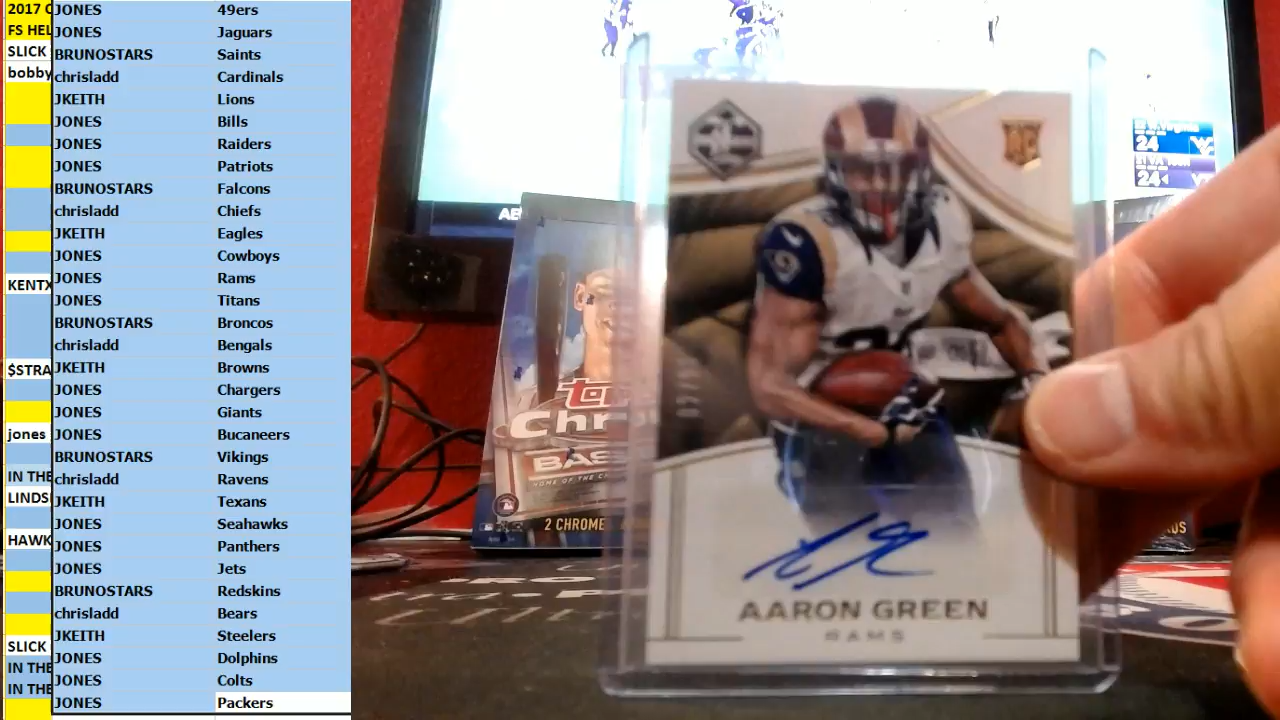 2017 C
FS HEL
SLICK
bobby
KENTX
$STRA
jones
IN THE
LINDS
HAWK
SLICK
IN THE
IN THE
JONES 49ers
JONES Jaguars
BRUNOSTARS Saints
chrisladd Cardinals
JKEITH Lions
JONES Bills
JONES Raiders
JONES Patriots
BRUNOSTARS Falcons
chrisladd Chiefs
JKEITH Eagles
JONES Cowboys
JONES Rams
JONES Titans
BRUNOSTARS Broncos
chrisladd Bengals
JKEITH Browns
JONES Chargers
JONES Giants
JONES Bucaneers
BRUNOSTARS Vikings
chrisladd Ravens
JKEITH Texans
JONES Seahawks
JONES Panthers
JONES Jets
BRUNOSTARS Redskins
chrisladd Bears
JKEITH Steelers
JONES Dolphins
JONES Colts
JONES Packers
24
24
RC
AARON GREEN
RAMS
Chr
BAS
2 CHROME